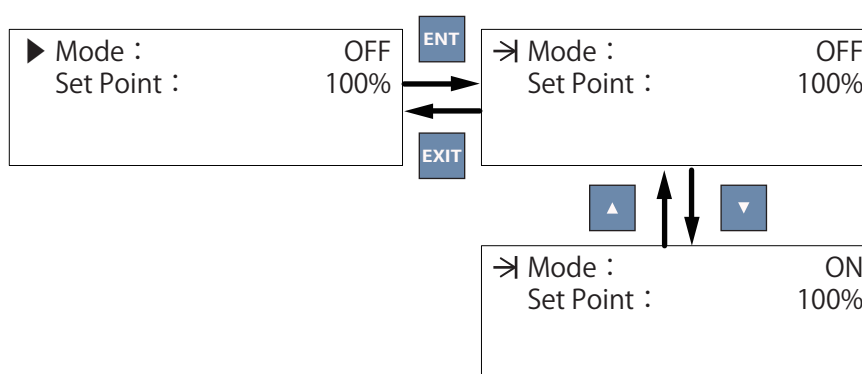 ▶ Mode： OFF
Set Point： 100%
ENT
EXIT
Mode： OFF
Set Point： 100%
▲ ▼
Mode： ON
Set Point： 100%